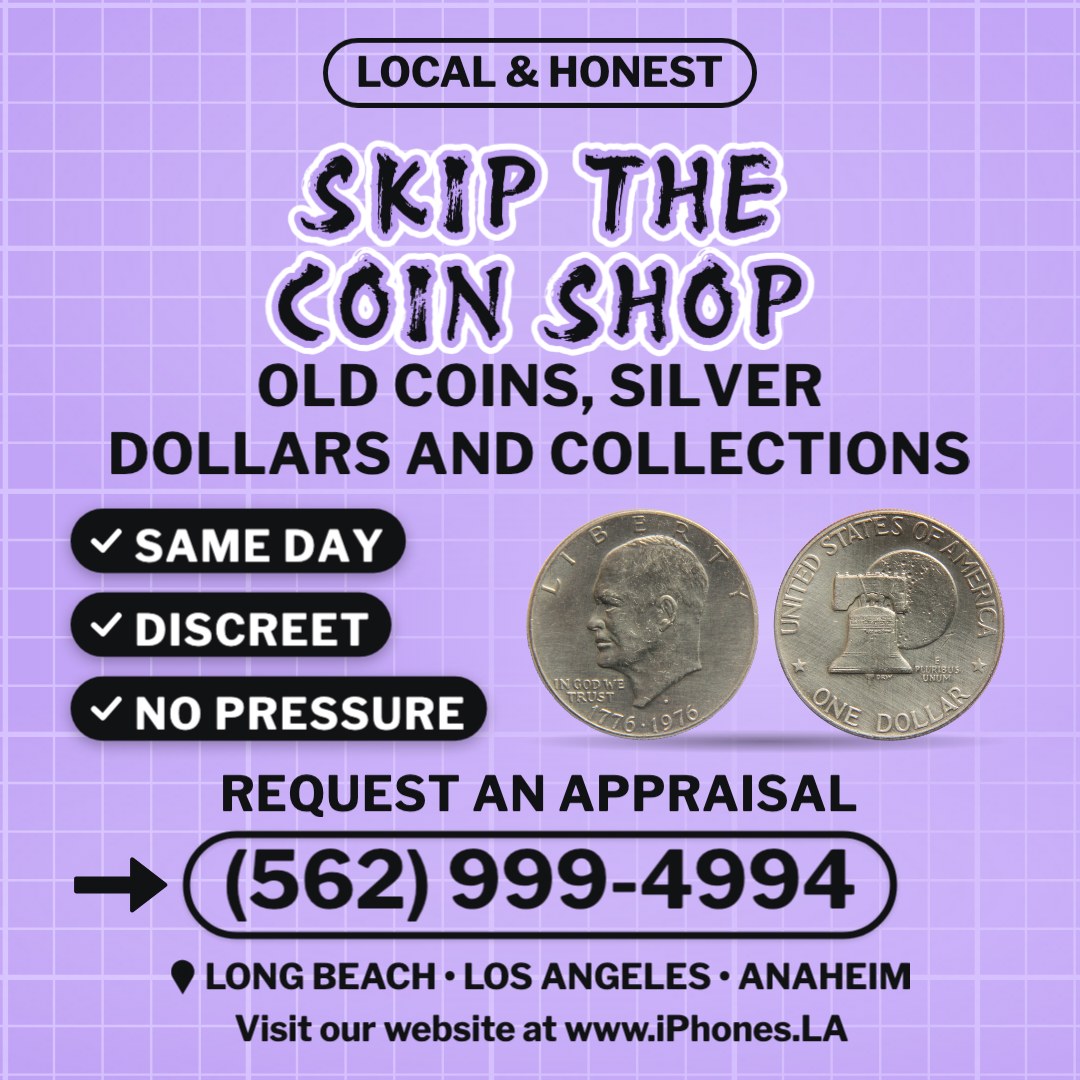 LOCAL & HONEST
SKIP THE
COIN SHOP
OLD COINS, SILVER
DOLLARS AND COLLECTIONS
SAME DAY
DISCREET
NO PRESSURE
LIBERTY
IN GOD WE
TRUST
1776·1976
UNITED STATES OF AMERICA
E
PLURIBUS
UNUM
ONE DOLLAR
REQUEST AN APPRAISAL
(562) 999-4994
LONG BEACH • LOS ANGELES • ANAHEIM
Visit our website at www.iPhones.LA